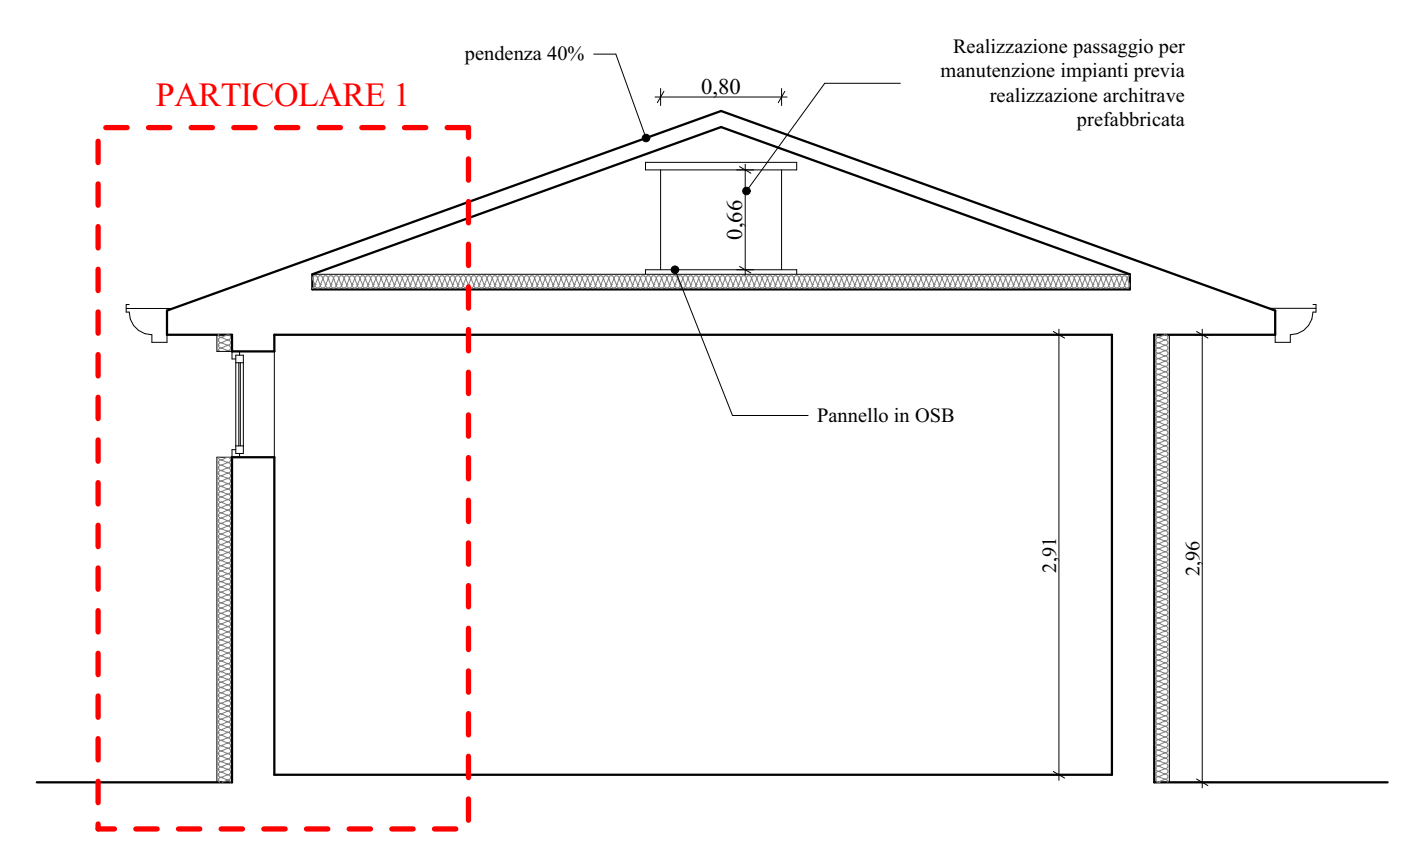 pendenza 40%
Realizzazione passaggio per
manutenzione impianti previa
realizzazione architrave
prefabbricata
PARTICOLARE 1
0,80
0,66
Pannello in OSB
2,91
2,96